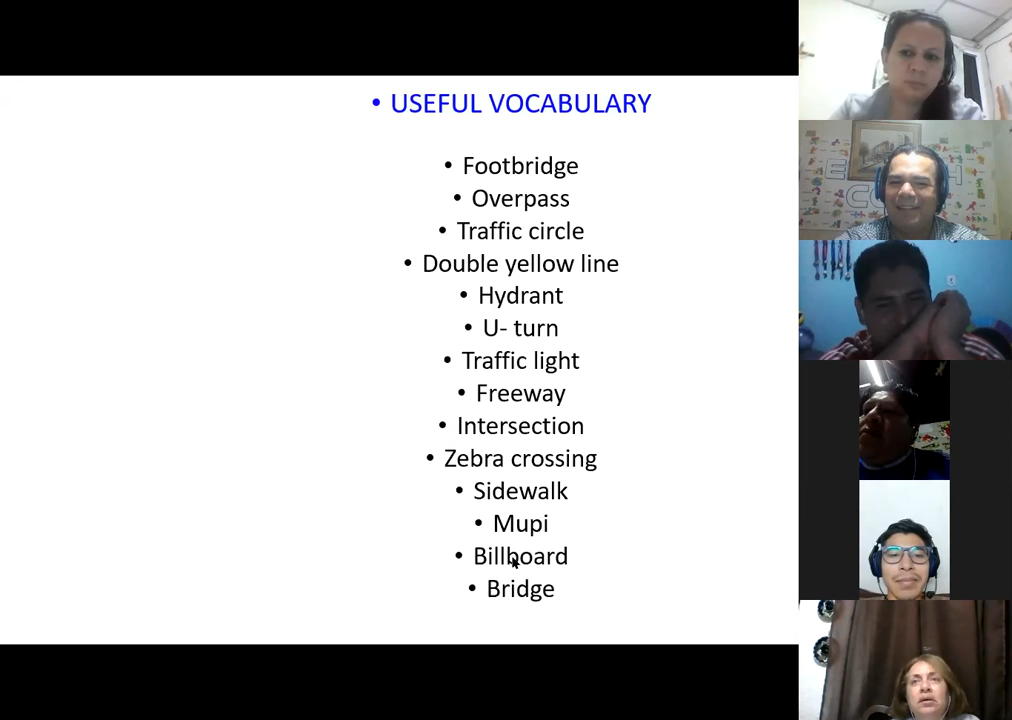 • USEFUL VOCABULARY
• Footbridge
• Overpass
• Traffic circle
• Double yellow line
• Hydrant
• U- turn
• Traffic light
• Freeway
• Intersection
• Zebra crossing
• Sidewalk
• Mupi
• Billboard
• Bridge